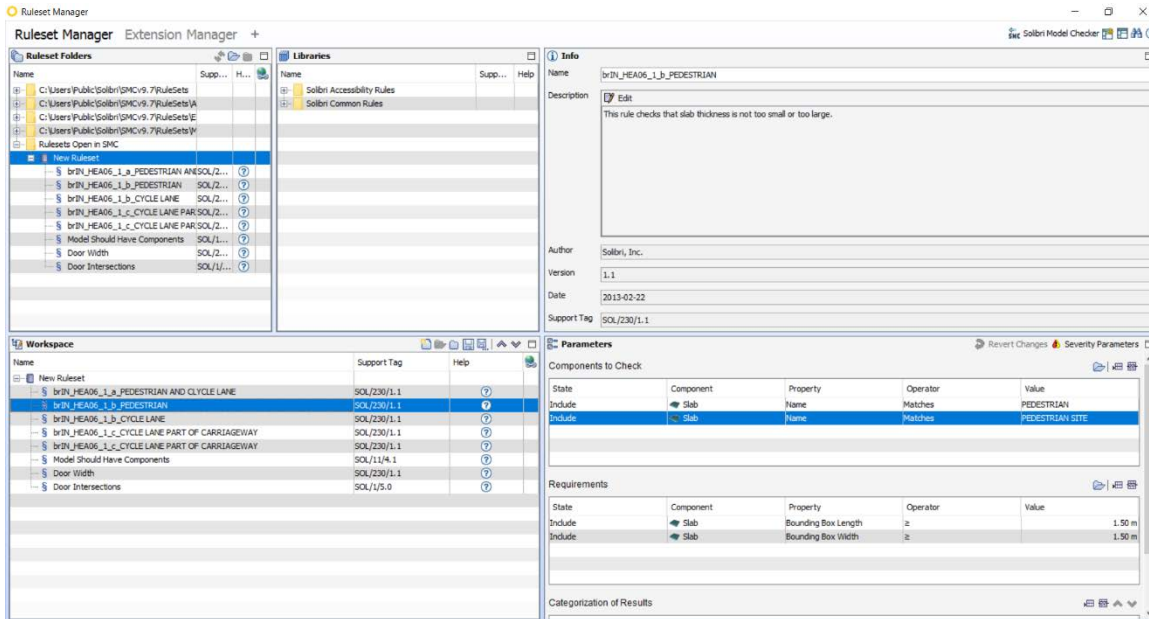 Ruleset Manager
Ruleset Manager Extension Manager +
SMC Solibri Model Checker
Ruleset Folders
Name Supp... H...
C:\Users\Public\Solibri\SMCv9.7\RuleSets
C:\Users\Public\Solibri\SMCv9.7\RuleSets\A
C:\Users\Public\Solibri\SMCv9.7\RuleSets\E
C:\Users\Public\Solibri\SMCv9.7\RuleSets\M
Rulesets Open in SMC
New Ruleset
§ brIN_HEA06_1_a_PEDESTRIAN AND SOL/2...
§ brIN_HEA06_1_b_PEDESTRIAN SOL/2...
§ brIN_HEA06_1_b_CYCLE LANE SOL/2...
§ brIN_HEA06_1_c_CYCLE LANE PAR SOL/2...
§ brIN_HEA06_1_c_CYCLE LANE PAR SOL/2...
§ Model Should Have Components SOL/1...
§ Door Width SOL/2...
§ Door Intersections SOL/1/...
Libraries
Name Supp... Help
Solibri Accessibility Rules
Solibri Common Rules
Info
Name brIN_HEA06_1_b_PEDESTRIAN
Description Edit
This rule checks that slab thickness is not too small or too large.
Author Solibri, Inc.
Version 1.1
Date 2013-02-22
Support Tag SOL/230/1.1
Workspace
Name Support Tag Help
New Ruleset
§ brIN_HEA06_1_a_PEDESTRIAN AND CLYCLE LANE SOL/230/1.1
§ brIN_HEA06_1_b_PEDESTRIAN SOL/230/1.1
§ brIN_HEA06_1_b_CYCLE LANE SOL/230/1.1
§ brIN_HEA06_1_c_CYCLE LANE PART OF CARRIAGEWAY SOL/230/1.1
§ brIN_HEA06_1_c_CYCLE LANE PART OF CARRIAGEWAY SOL/230/1.1
§ Model Should Have Components SOL/11/4.1
§ Door Width SOL/230/1.1
§ Door Intersections SOL/1/5.0
Parameters Revert Changes Severity Parameters
Components to Check
State Component Property Operator Value
Include Slab Name Matches PEDESTRIAN
Include Slab Name Matches PEDESTRIAN SITE
Requirements
State Component Property Operator Value
Include Slab Bounding Box Length ≥ 1.50 m
Include Slab Bounding Box Width ≥ 1.50 m
Categorization of Results